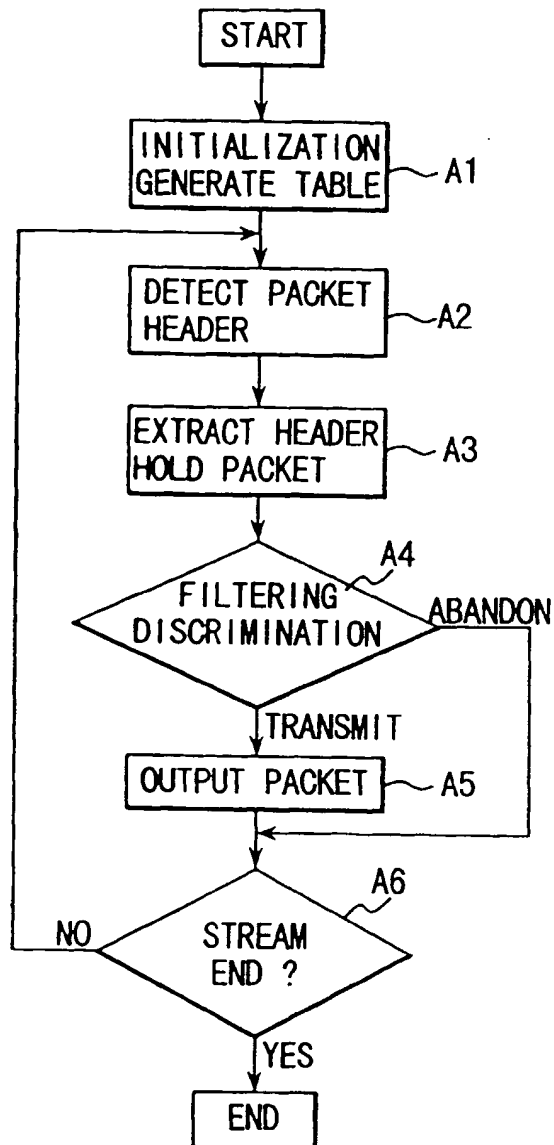 START
INITIALIZATION
GENERATE TABLE
A1
DETECT PACKET
HEADER
A2
EXTRACT HEADER
HOLD PACKET
A3
A4
FILTERING
DISCRIMINATION
ABANDON
TRANSMIT
OUTPUT PACKET
A5
A6
NO
STREAM
END ?
YES
END